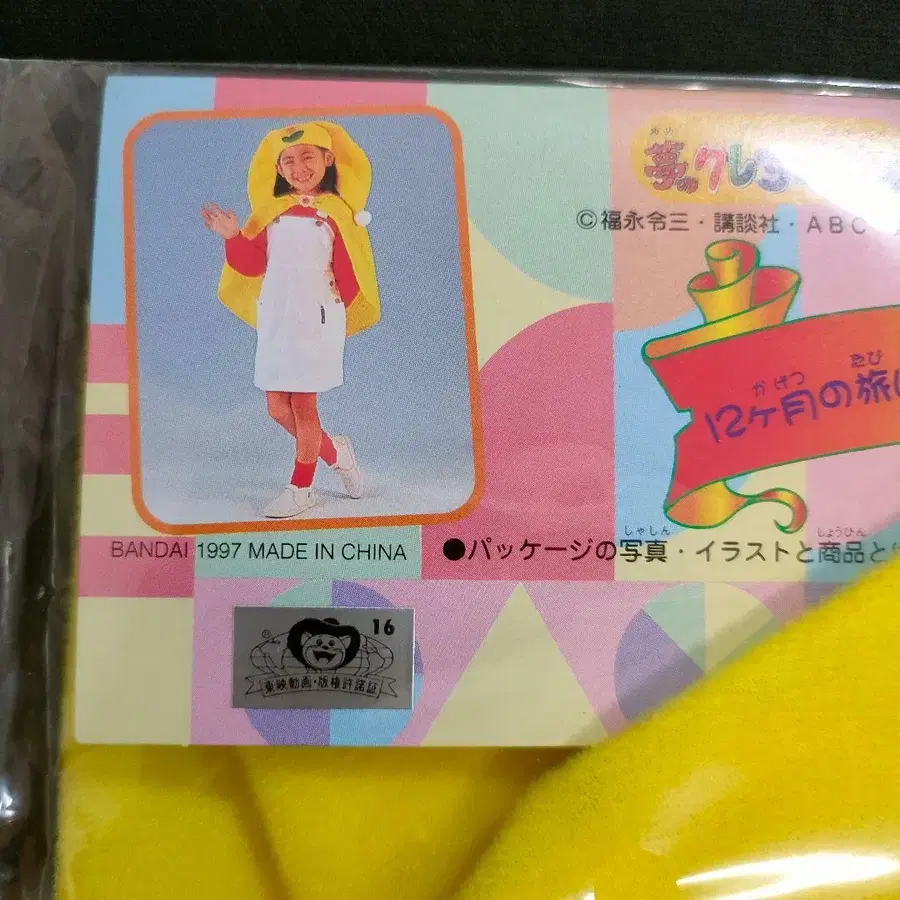 夢のクレヨ
©福永令三・講談社・ABC・
12ヶ月の旅
BANDAI 1997 MADE IN CHINA
●パッケージの写真・イラストと商品と
16
東映動画・版権許諾証